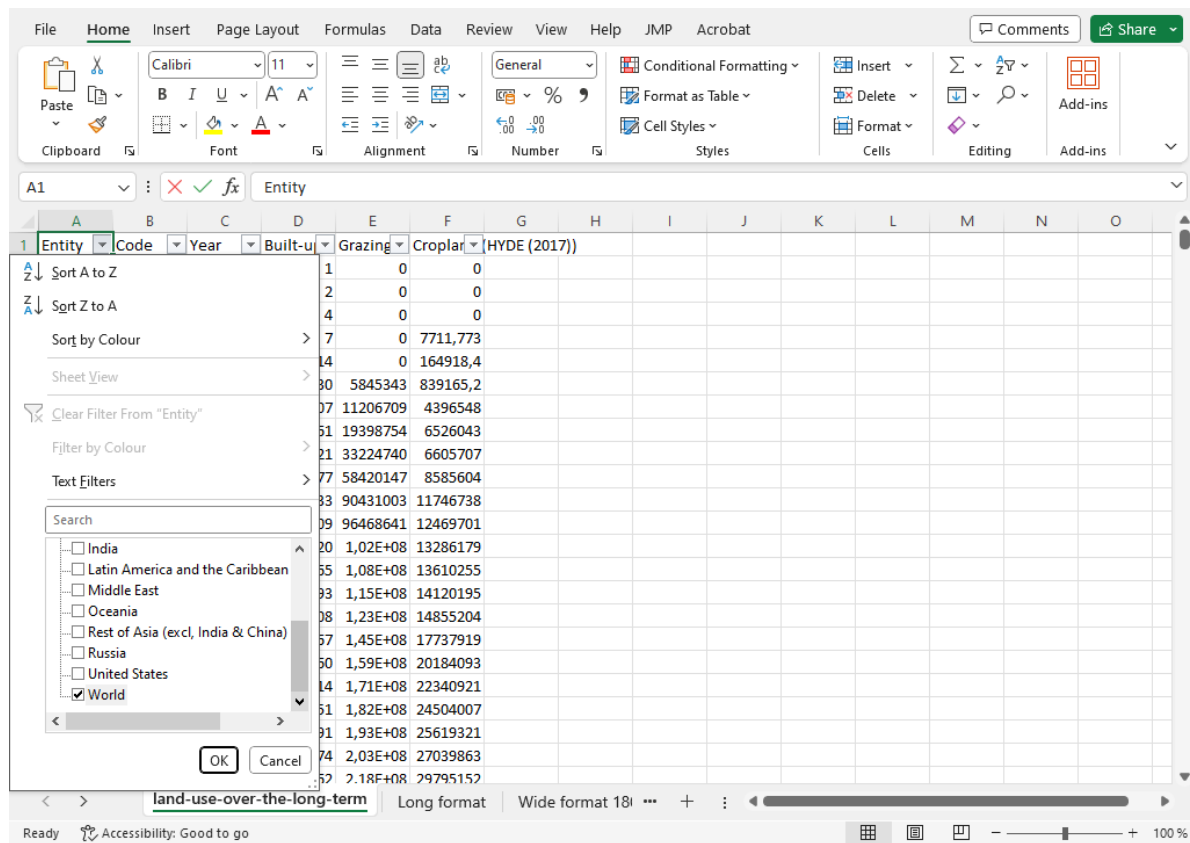 File Home Insert Page Layout Formulas Data Review View Help JMP Acrobat Comments Share
Calibri 11 ab General Conditional Formatting Insert
Paste B I U A A % Format as Table Delete Add-ins
A Cell Styles Format
Clipboard Font Alignment Number Styles Cells Editing Add-ins
A1 fx Entity
A B C D E F G H I J K L M N O
1 Entity Code Year Built-u Grazing Croplar (HYDE (2017))
Sort A to Z 1 0 0
2 0 0
Sort Z to A 4 0 0
Sort by Colour 7 0 7711,773
14 0 164918,4
Sheet View 30 5845343 839165,2
Clear Filter From "Entity" 07 11206709 4396548
51 19398754 6526043
Filter by Colour 21 33224740 6605707
Text Filters 77 58420147 8585604
33 90431003 11746738
Search 09 96468641 12469701
India 20 1,02E+08 13286179
Latin America and the Caribbean 55 1,08E+08 13610255
Middle East 93 1,15E+08 14120195
Oceania 08 1,23E+08 14855204
Rest of Asia (excl, India & China) 57 1,45E+08 17737919
Russia 50 1,59E+08 20184093
United States 14 1,71E+08 22340921
World 51 1,82E+08 24504007
91 1,93E+08 25619321
OK Cancel 74 2,03E+08 27039863
52 2,18E+08 29795152
land-use-over-the-long-term Long format Wide format 18
Ready Accessibility: Good to go 100 %